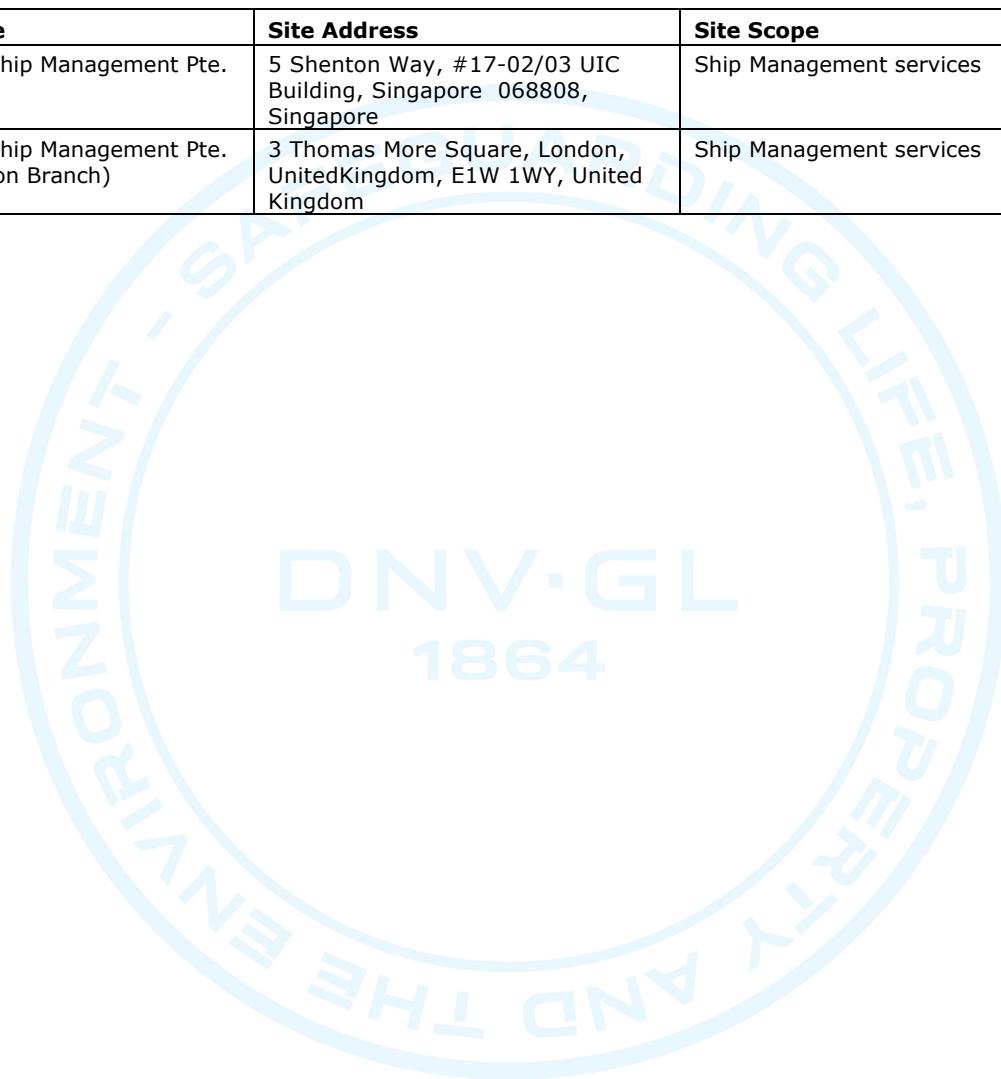 Site Address Site Scope
hip Management Pte. 5 Shenton Way, #17-02/03 UIC Ship Management services
Building, Singapore 068808,
Singapore
hip Management Pte. 3 Thomas More Square, London, Ship Management services
on Branch) UnitedKingdom, E1W 1WY, United
Kingdom
SAFEGUARDING LIFE, PROPERTY AND THE ENVIRONMENT -
DNV·GL
1864